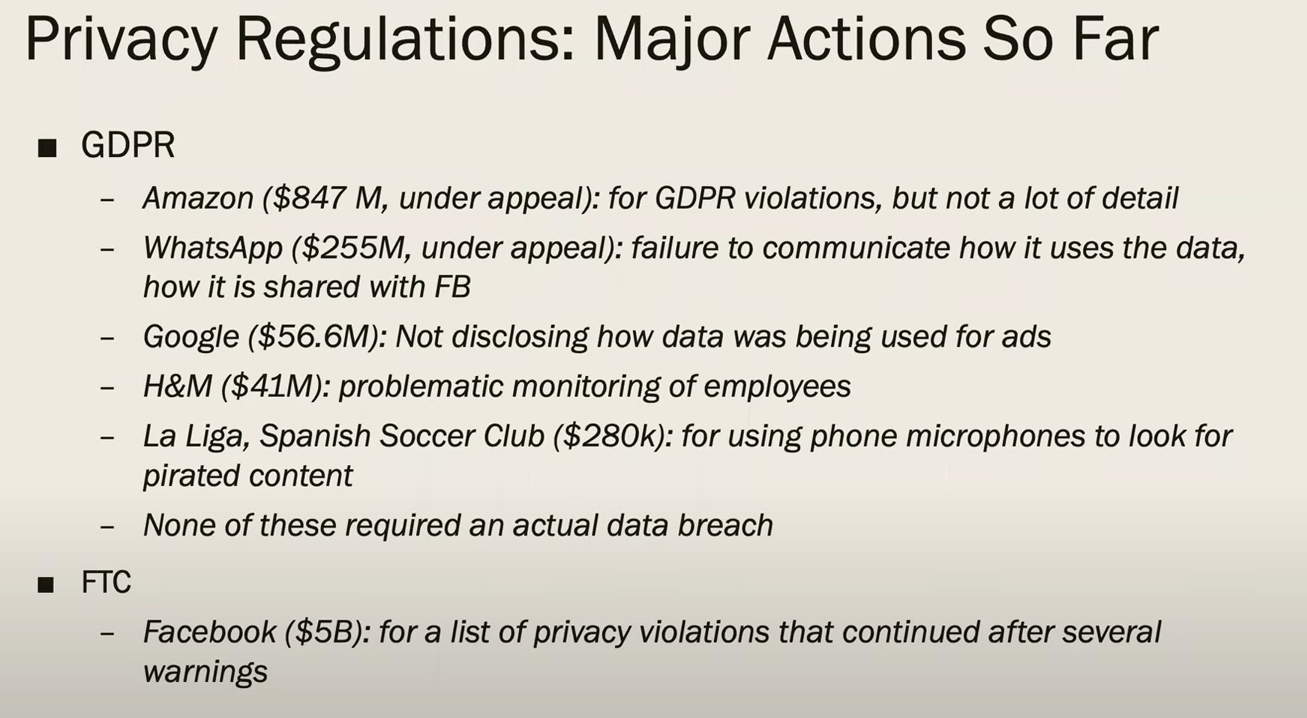 Privacy Regulations: Major Actions So Far
■ GDPR
– Amazon ($847 M, under appeal): for GDPR violations, but not a lot of detail
– WhatsApp ($255M, under appeal): failure to communicate how it uses the data,
how it is shared with FB
– Google ($56.6M): Not disclosing how data was being used for ads
– H&M ($41M): problematic monitoring of employees
– La Liga, Spanish Soccer Club ($280k): for using phone microphones to look for
pirated content
– None of these required an actual data breach
■ FTC
– Facebook ($5B): for a list of privacy violations that continued after several
warnings